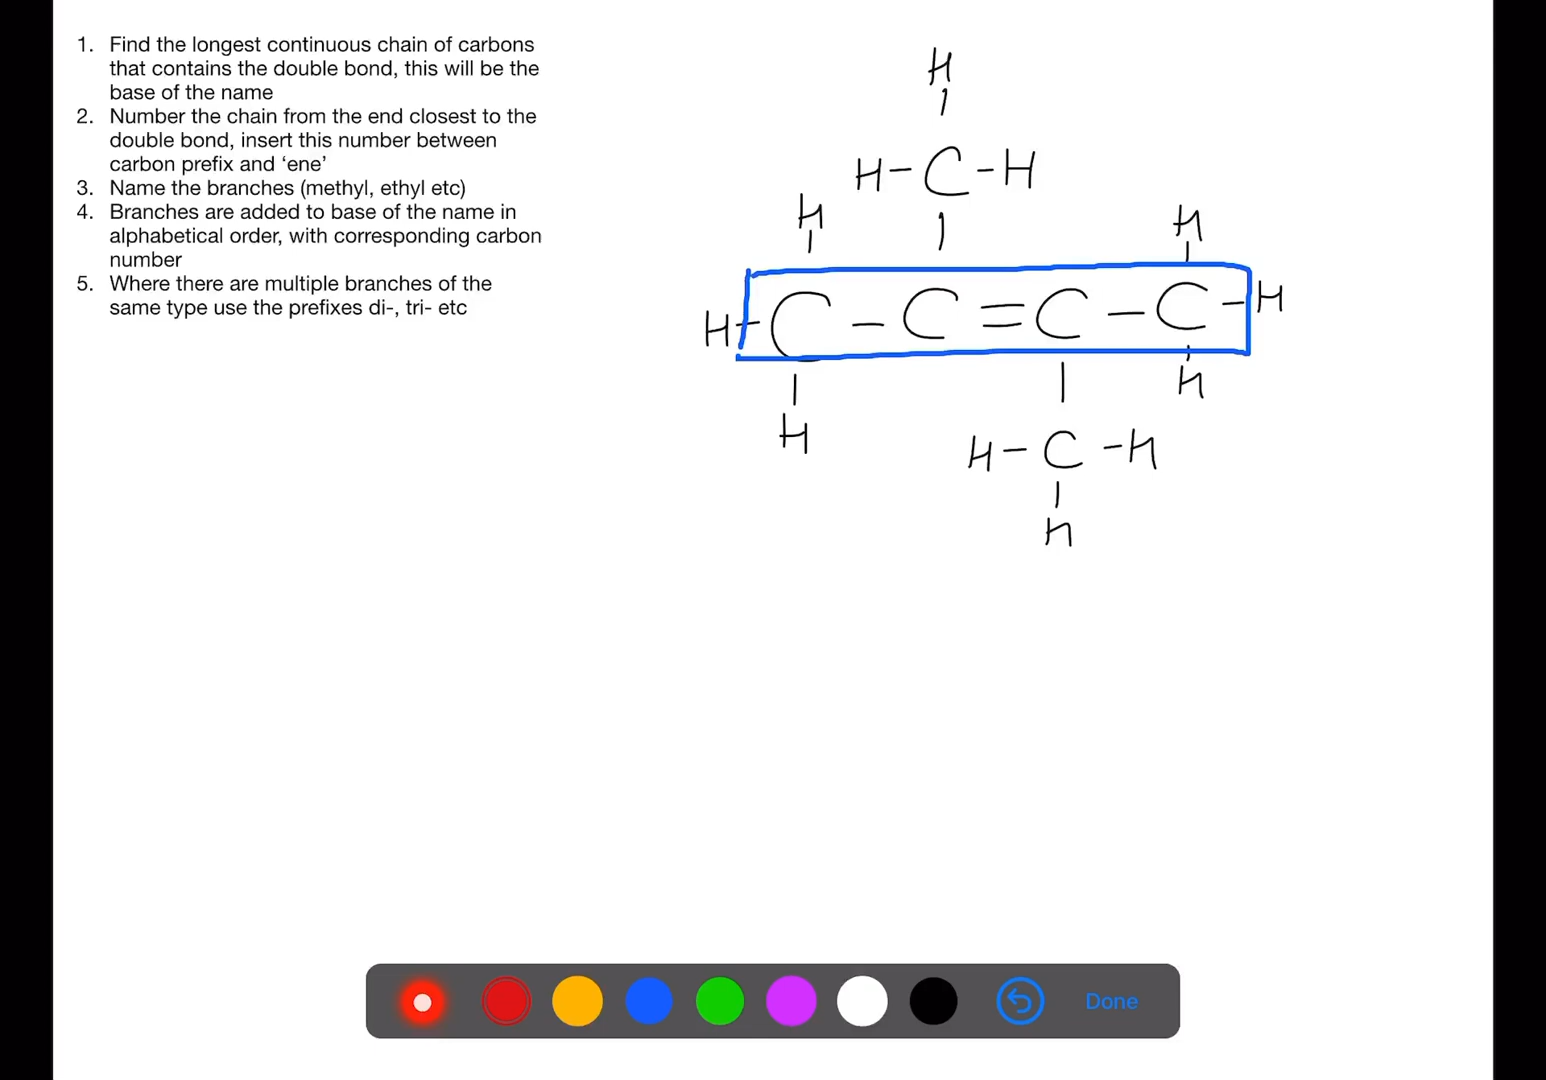 1. Find the longest continuous chain of carbons
that contains the double bond, this will be the
base of the name
2. Number the chain from the end closest to the
double bond, insert this number between
carbon prefix and ‘ene’
3. Name the branches (methyl, ethyl etc)
4. Branches are added to base of the name in
alphabetical order, with corresponding carbon
number
5. Where there are multiple branches of the
same type use the prefixes di-, tri- etc
H
H-C-H
H H
H-C-C=C-C-H
H
H
H-C-H
H
Done